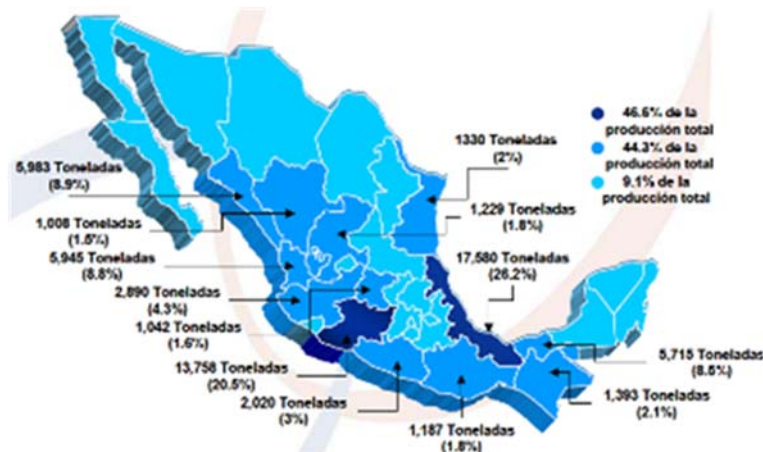 46.6% de la
producción total
44.3% de la
producción total
9.1% de la
producción total
1330 Toneladas
(2%)
5,983 Toneladas
(8.9%)
1,229 Toneladas
(1.8%)
1,008 Toneladas
(1.5%)
17,580 Toneladas
(26.2%)
5,945 Toneladas
(8.8%)
2,890 Toneladas
(4.3%)
1,042 Toneladas
(1.6%)
5,715 Toneladas
(8.5%)
13,758 Toneladas
(20.5%)
1,393 Toneladas
(2.1%)
2,020 Toneladas
(3%)
1,187 Toneladas
(1.8%)